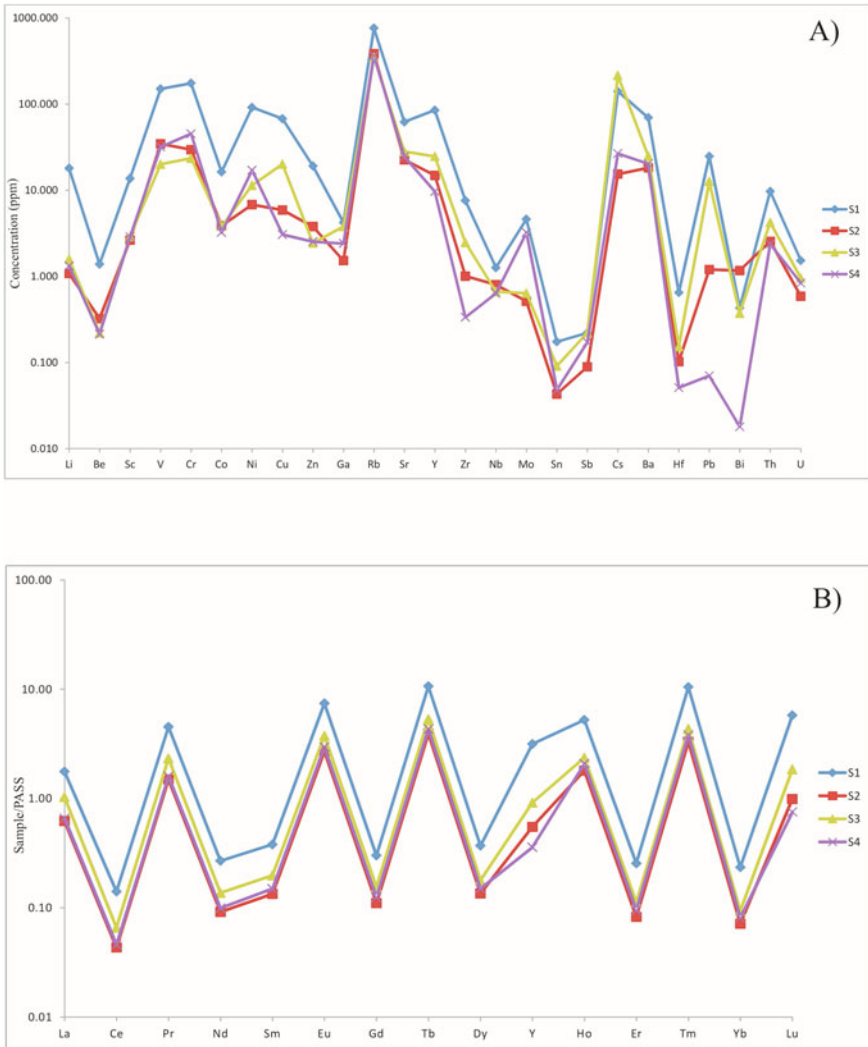 A)
1000.000
100.000
10.000
1.000
0.100
0.010
Concentration (ppm)
Li Be Sc V Cr Co Ni Cu Zn Ga Rb Sr Y Zr Nb Mo Sn Sb Cs Ba Hf Pb Bi Th U
S1
S2
S3
S4
B)
100.00
10.00
1.00
0.10
0.01
Sample/PASS
La Ce Pr Nd Sm Eu Gd Tb Dy Y Ho Er Tm Yb Lu
S1
S2
S3
S4